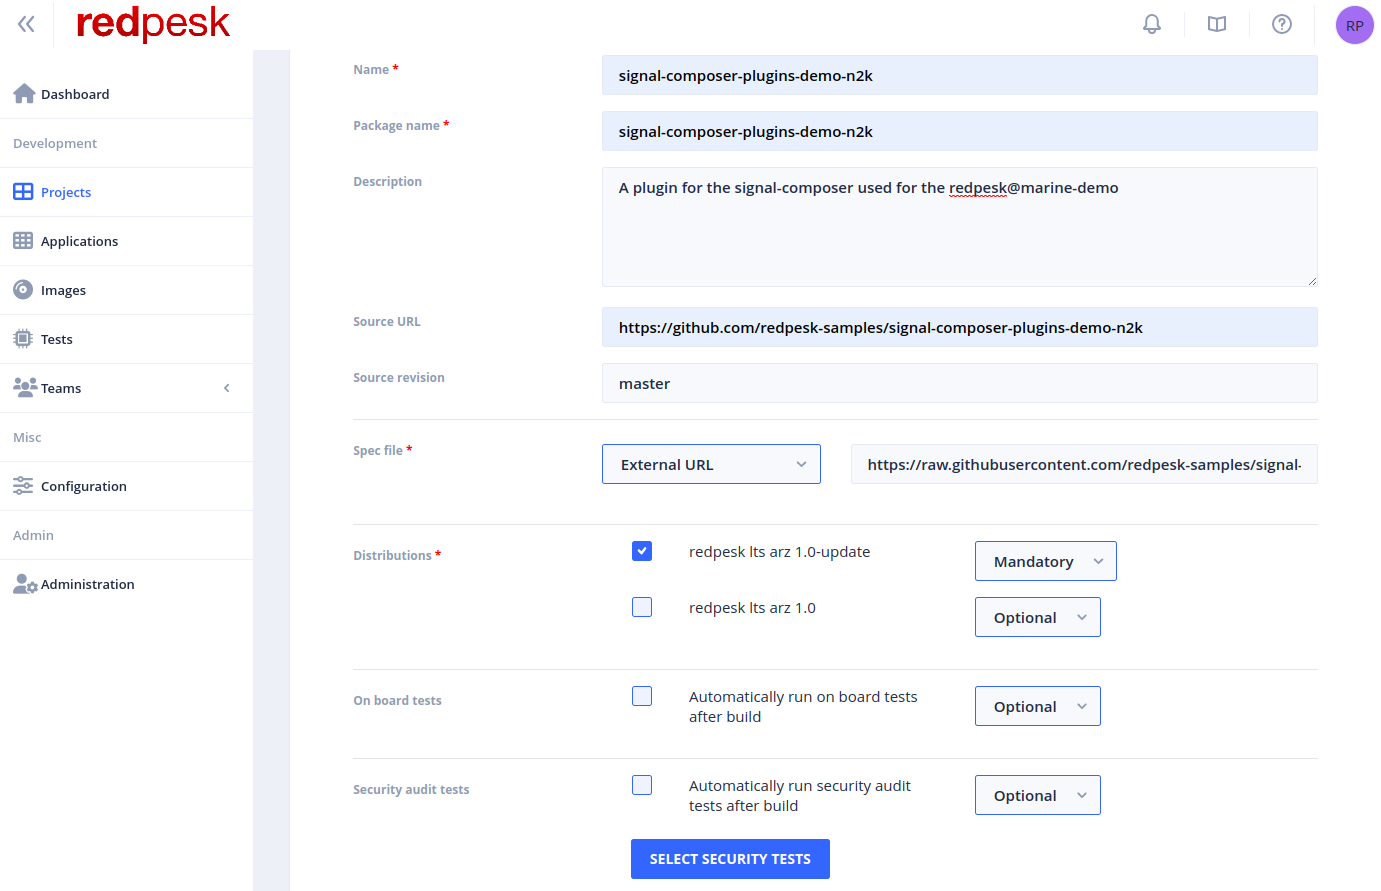 redpesk
RP
Dashboard
Development
Projects
Applications
Images
Tests
Teams
Misc
Configuration
Admin
Administration
Name *
signal-composer-plugins-demo-n2k
Package name *
signal-composer-plugins-demo-n2k
Description
A plugin for the signal-composer used for the redpesk@marine-demo
Source URL
https://github.com/redpesk-samples/signal-composer-plugins-demo-n2k
Source revision
master
Spec file *
External URL
https://raw.githubusercontent.com/redpesk-samples/signal-
Distributions *
redpesk lts arz 1.0-update
Mandatory
redpesk lts arz 1.0
Optional
On board tests
Automatically run on board tests
after build
Optional
Security audit tests
Automatically run security audit
tests after build
Optional
SELECT SECURITY TESTS